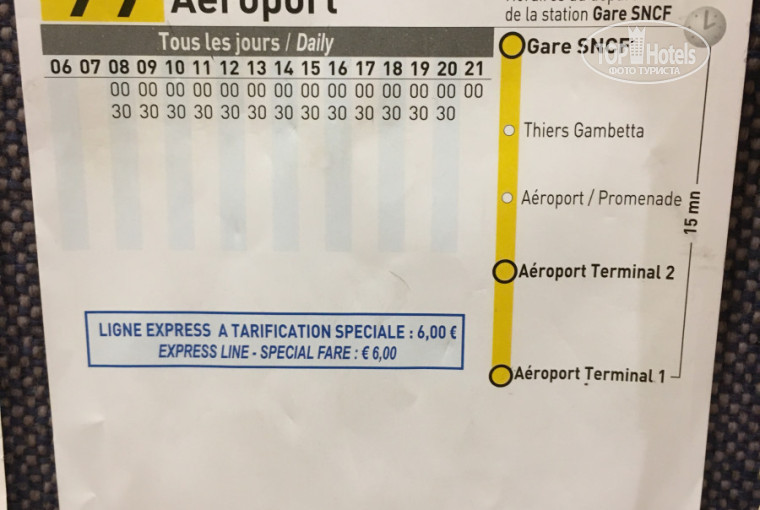 Aéroport
de la station Gare SNCF
Tous les jours / Daily
06 07 08 09 10 11 12 13 14 15 16 17 18 19 20 21
00 00 00 00 00 00 00 00 00 00 00 00 00 00
30 30 30 30 30 30 30 30 30 30 30 30 30
Gare SNCF
TOP Hotels
ФОТО ТУРИСТА
Thiers Gambetta
Aéroport / Promenade
15 mn
Aéroport Terminal 2
LIGNE EXPRESS A TARIFICATION SPECIALE : 6,00 €
EXPRESS LINE - SPECIAL FARE : € 6,00
Aéroport Terminal 1